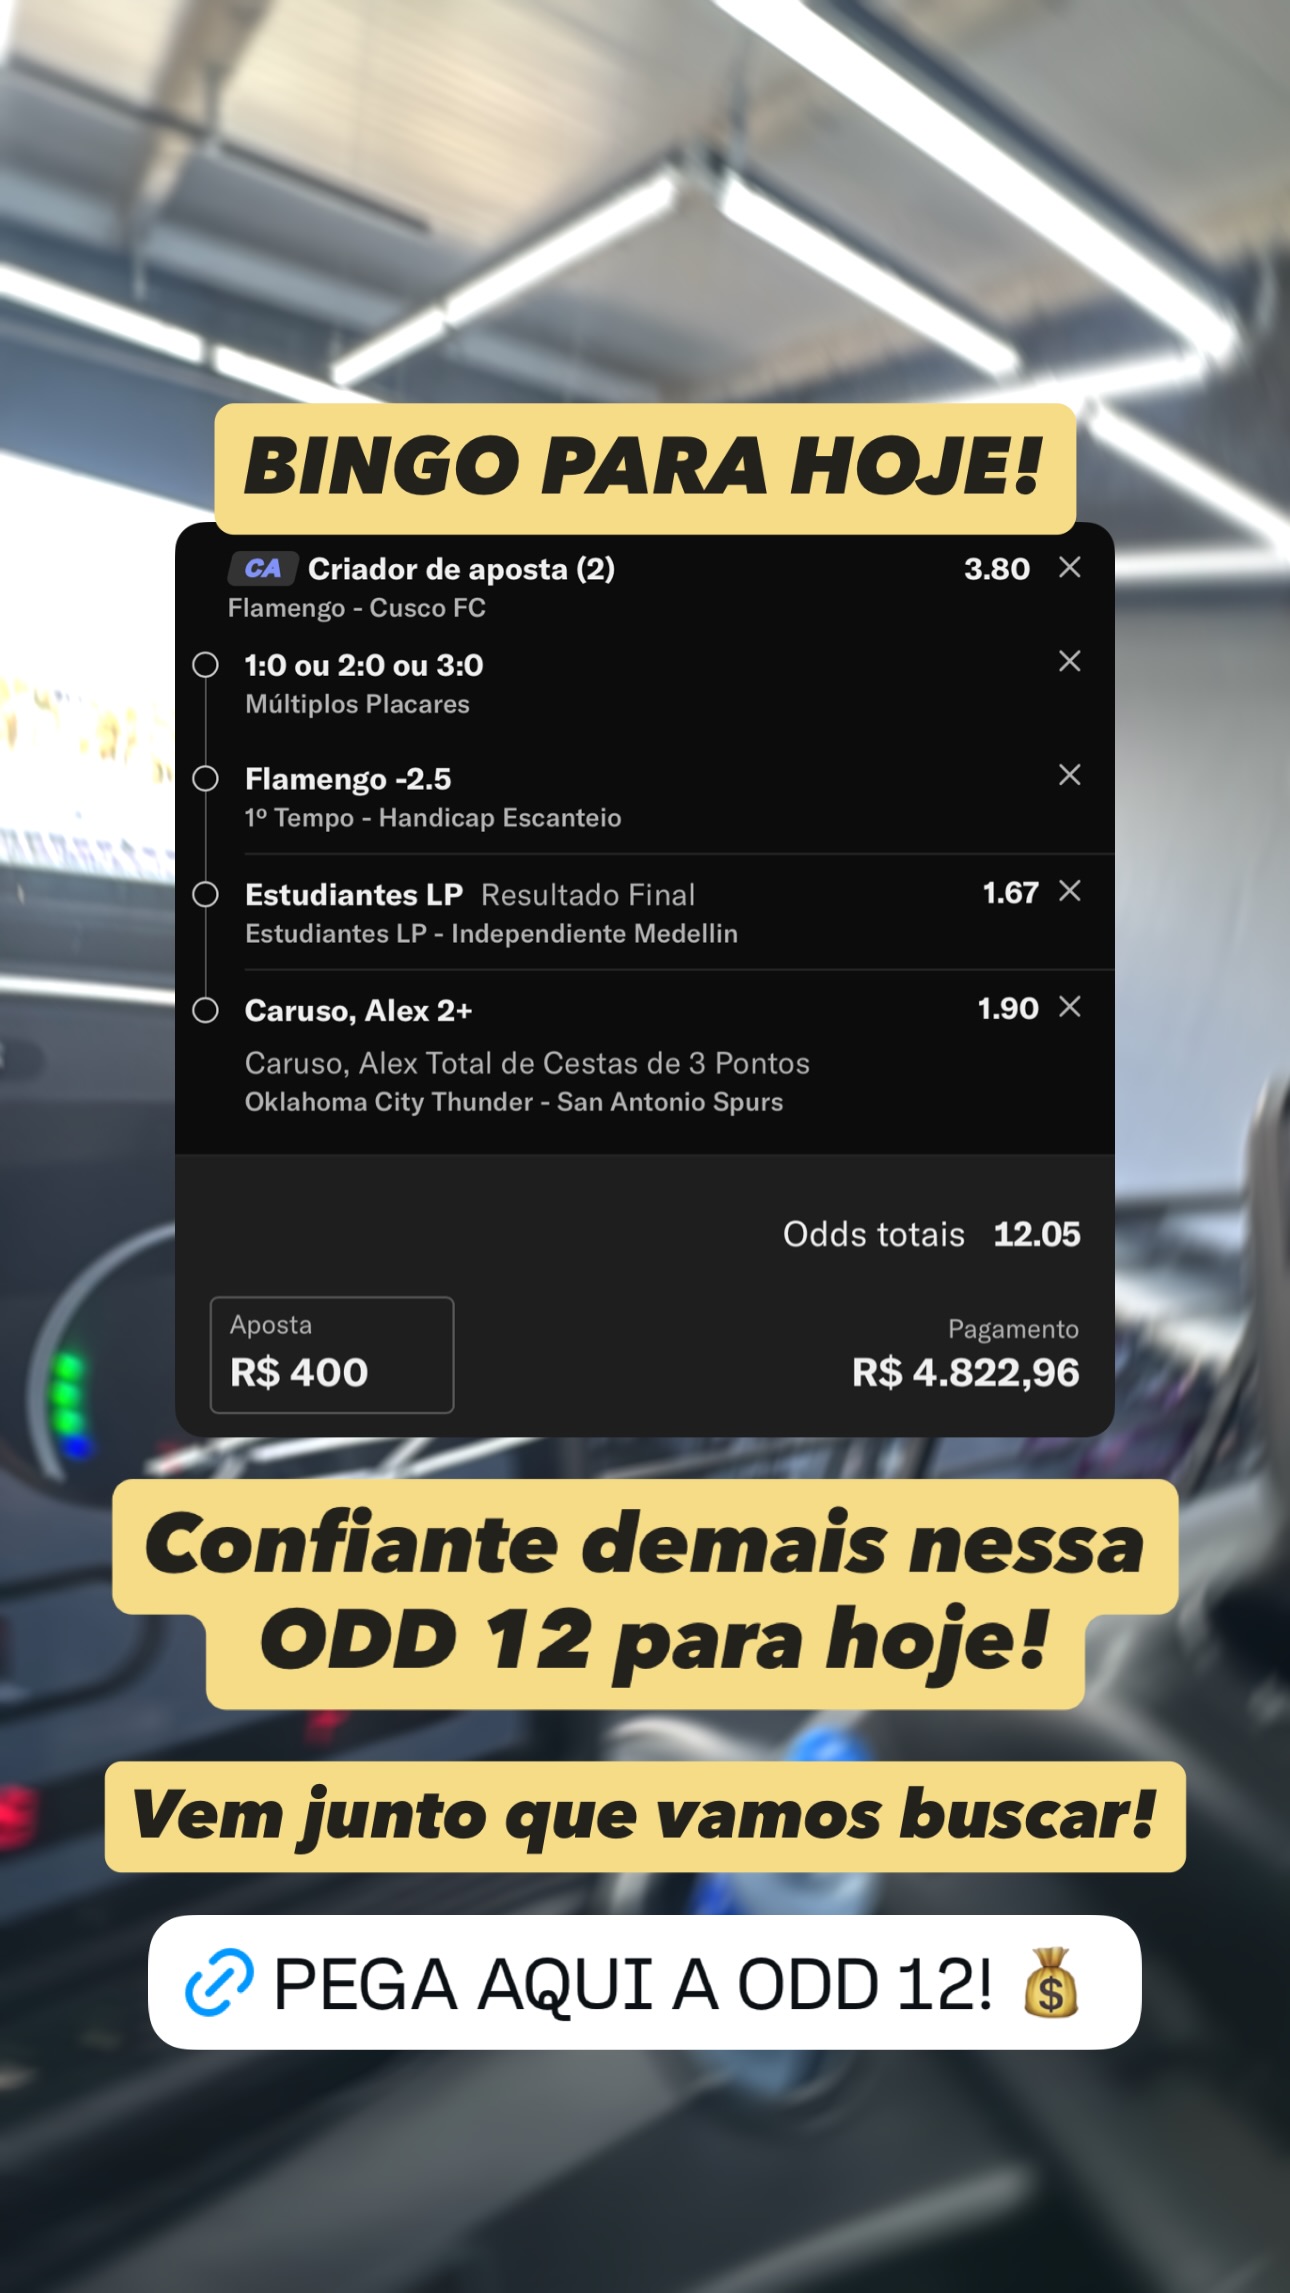 BINGO PARA HOJE!
CA Criador de aposta (2) 3.80
Flamengo - Cusco FC
1:0 ou 2:0 ou 3:0
Múltiplos Placares
Flamengo -2.5
1º Tempo - Handicap Escanteio
Estudiantes LP Resultado Final 1.67
Estudiantes LP - Independiente Medellin
Caruso, Alex 2+ 1.90
Caruso, Alex Total de Cestas de 3 Pontos
Oklahoma City Thunder - San Antonio Spurs
Odds totais 12.05
Aposta
R$ 400
Pagamento
R$ 4.822,96
Confiante demais nessa
ODD 12 para hoje!
Vem junto que vamos buscar!
PEGA AQUI A ODD 12!